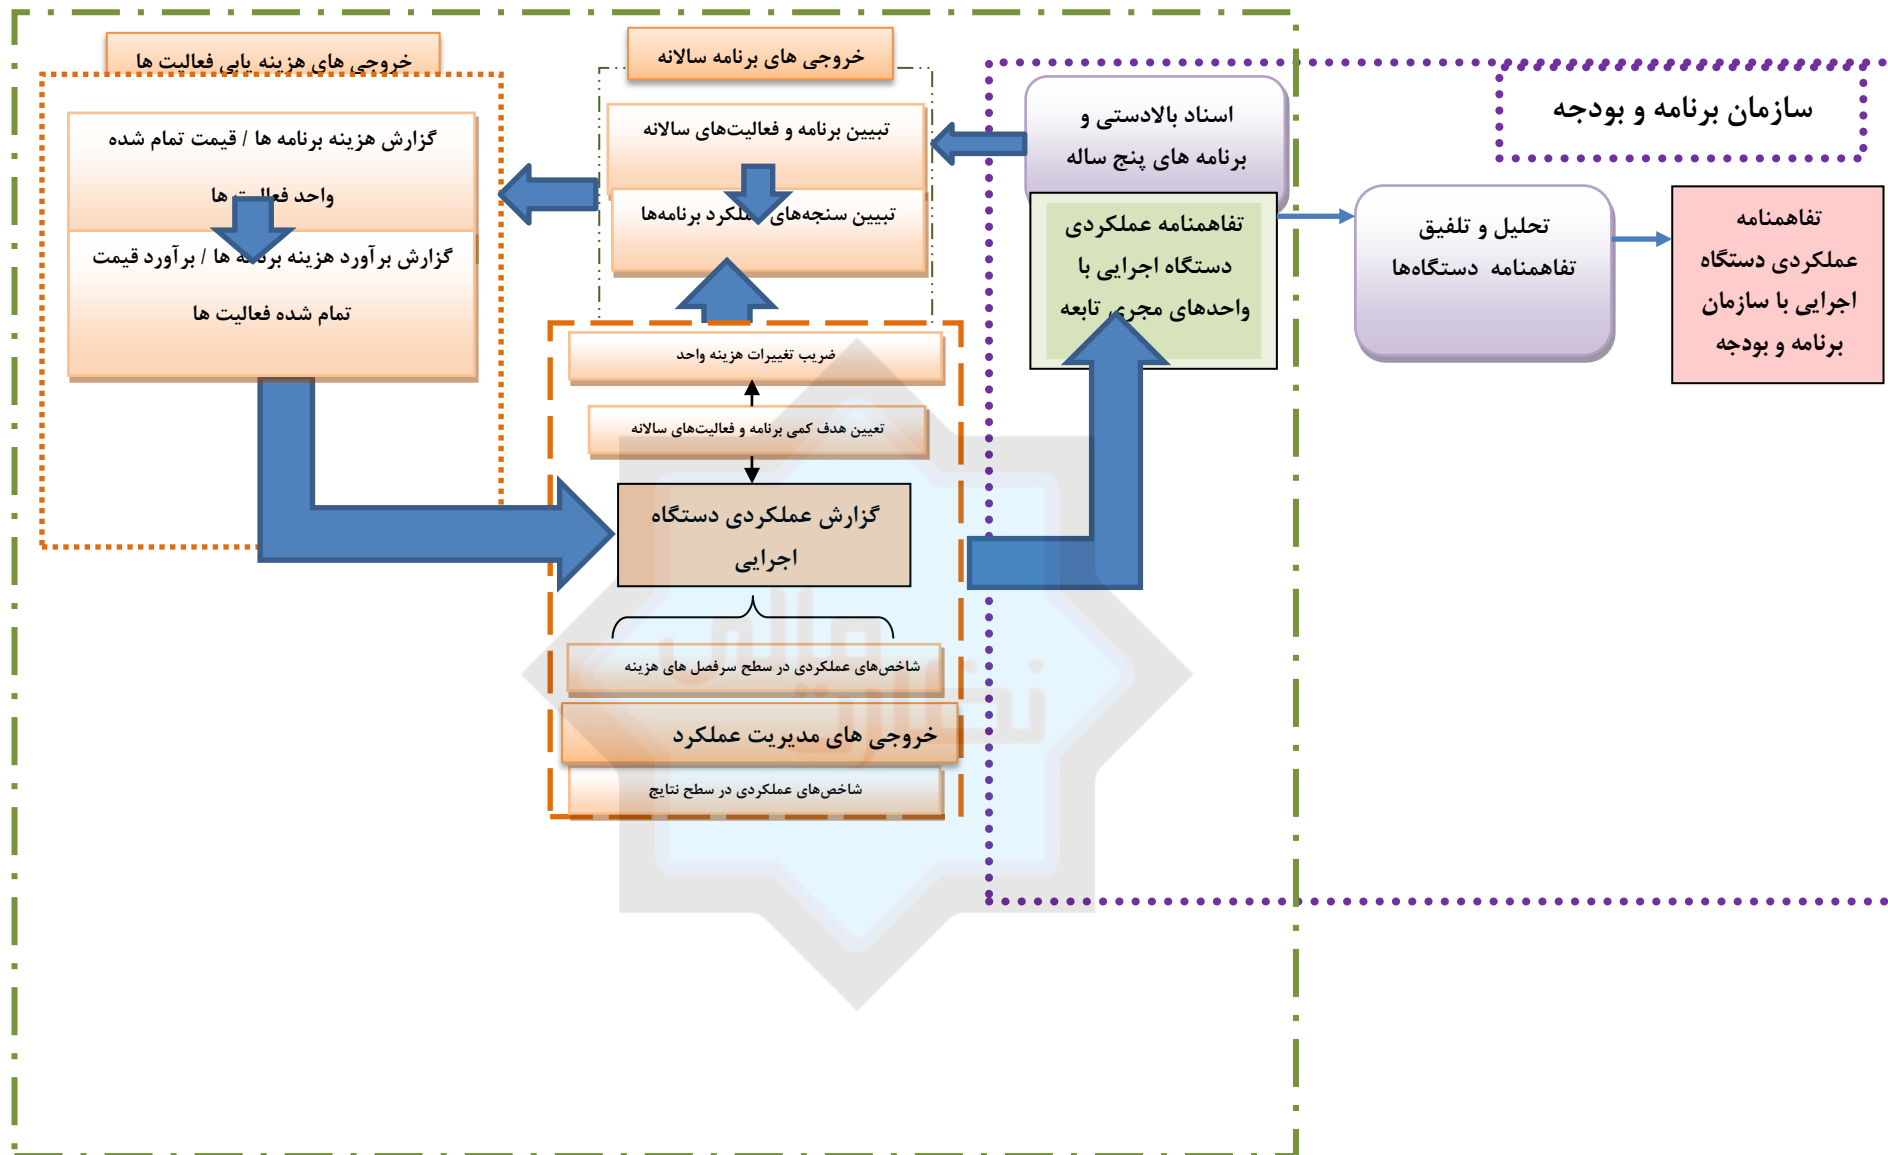 سازمان برنامه و بودجه
اسناد بالادستی و
برنامه های پنج ساله
تفاهمنامه عملکردی
دستگاه اجرایی با
واحدهای مجری تابعه
تحلیل و تلفیق
تفاهمنامه دستگاه‌ها
تفاهمنامه
عملکردی دستگاه
اجرایی با سازمان
برنامه و بودجه
خروجی های برنامه سالانه
تبیین برنامه و فعالیت‌های سالانه
تبیین سنجه‌های عملکرد برنامه‌ها
خروجی های هزینه یابی فعالیت ها
گزارش هزینه برنامه ها / قیمت تمام شده
واحد فعالیت ها
گزارش برآورد هزینه برنامه ها / برآورد قیمت
تمام شده فعالیت ها
ضریب تغییرات هزینه واحد
تعیین هدف کمی برنامه و فعالیت‌های سالانه
گزارش عملکردی دستگاه
اجرایی
شاخص‌های عملکردی در سطح سرفصل های هزینه
خروجی های مدیریت عملکرد
شاخص‌های عملکردی در سطح نتایج
نظارت
مالی